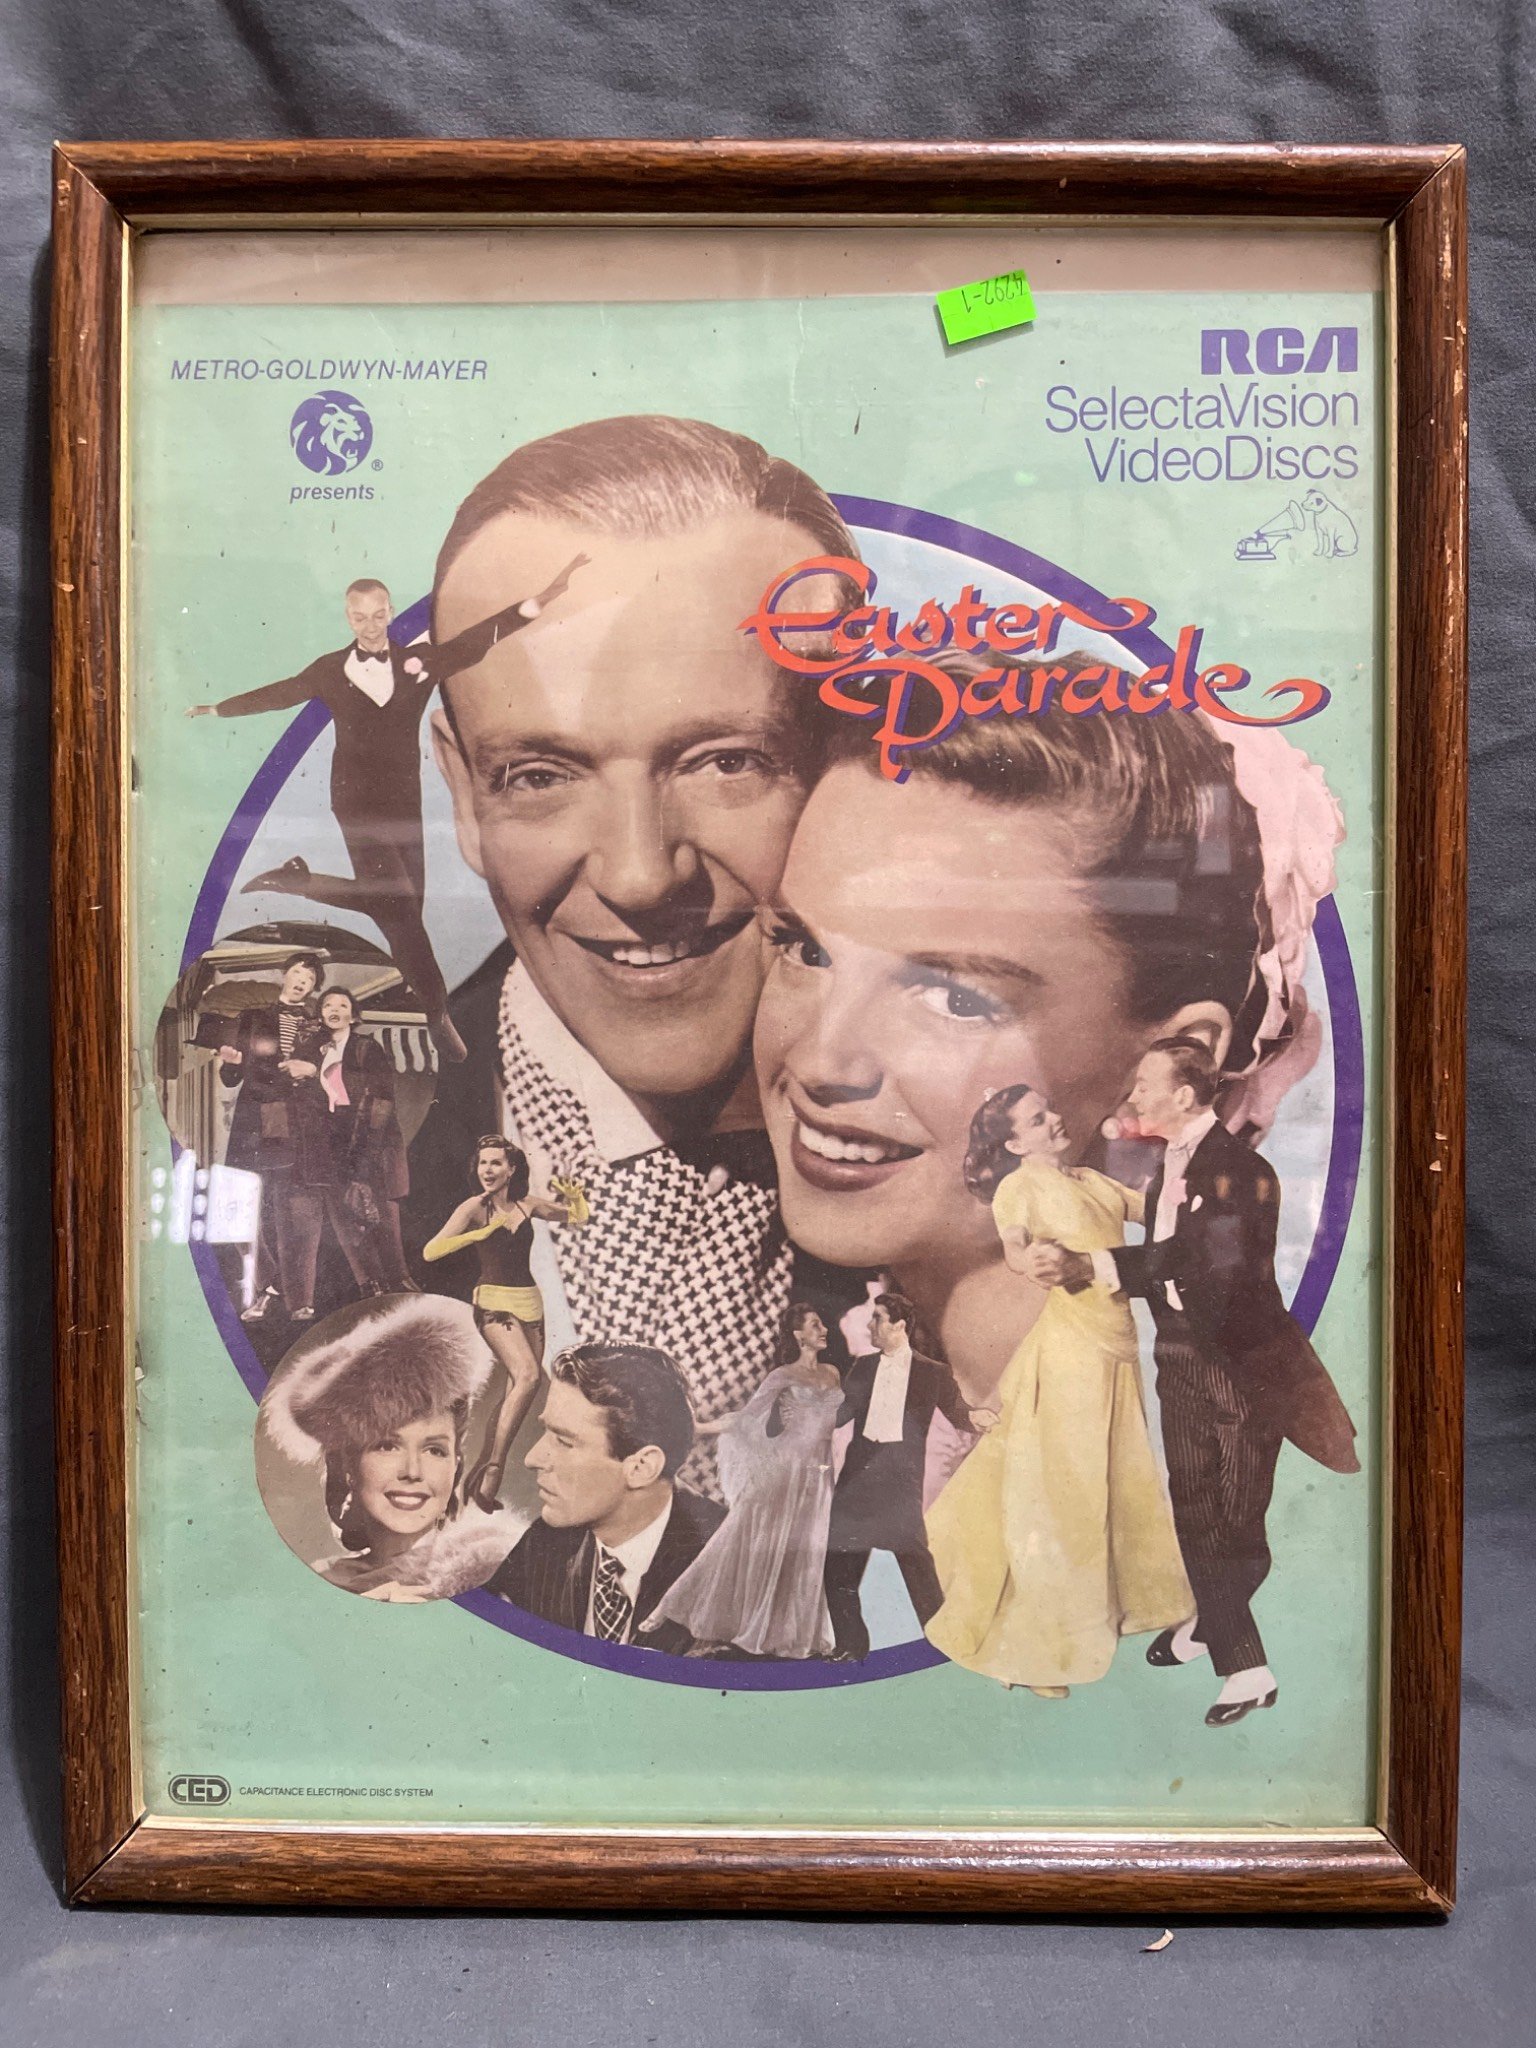 4292-1
METRO-GOLDWYN-MAYER
®
presents
RCA
SelectaVision
VideoDiscs
Easter
Parade
CED CAPACITANCE ELECTRONIC DISC SYSTEM